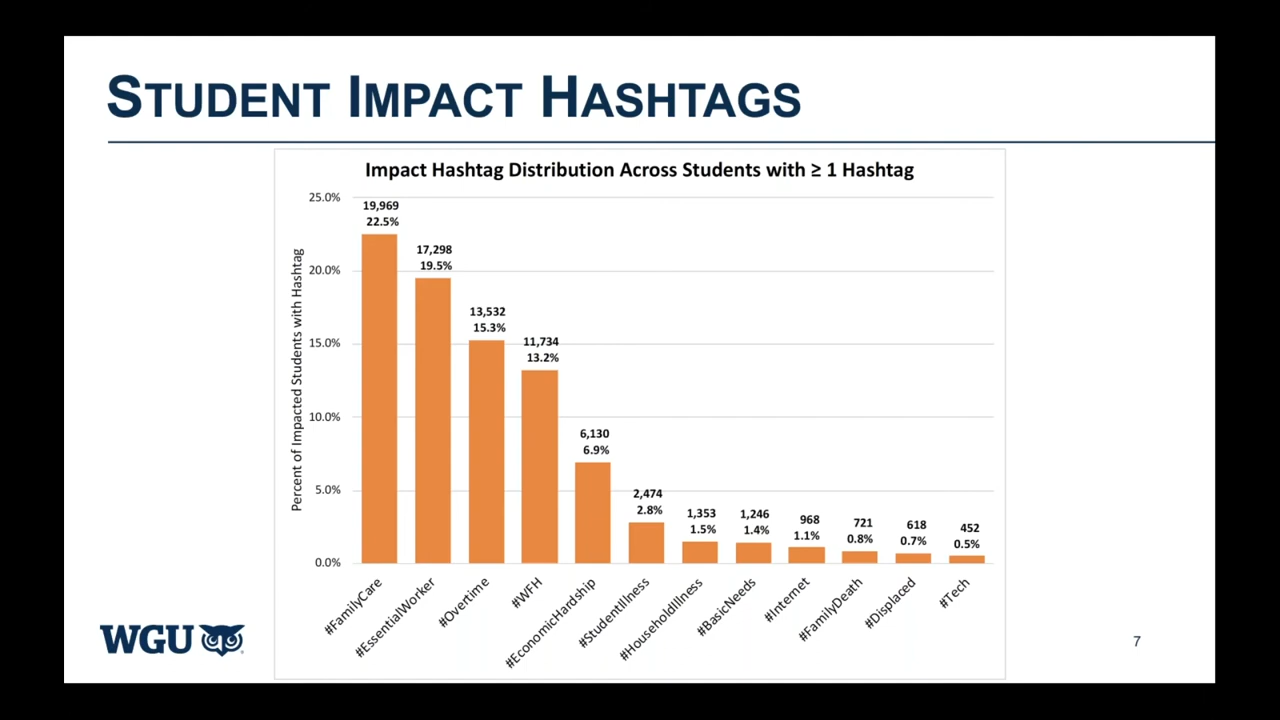 STUDENT IMPACT HASHTAGS
Impact Hashtag Distribution Across Students with ≥ 1 Hashtag
Percent of Impacted Students with Hashtag
25.0%
20.0%
15.0%
10.0%
5.0%
0.0%
19,969
22.5%
17,298
19.5%
13,532
15.3%
11,734
13.2%
6,130
6.9%
2,474
2.8%
1,353
1.5%
1,246
1.4%
968
1.1%
721
0.8%
618
0.7%
452
0.5%
#FamilyCare
#EssentialWorker
#Overtime
#WFH
#EconomicHardship
#StudentIllness
#HouseholdIllness
#BasicNeeds
#Internet
#FamilyDeath
#Displaced
#Tech
WGU
7